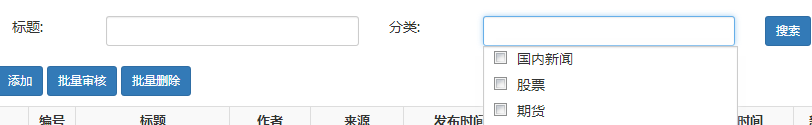 标题: 分类: 搜索
国内新闻
添加 批量审核 批量删除 股票
期货
编号 标题 作者 来源 发布时间 时间